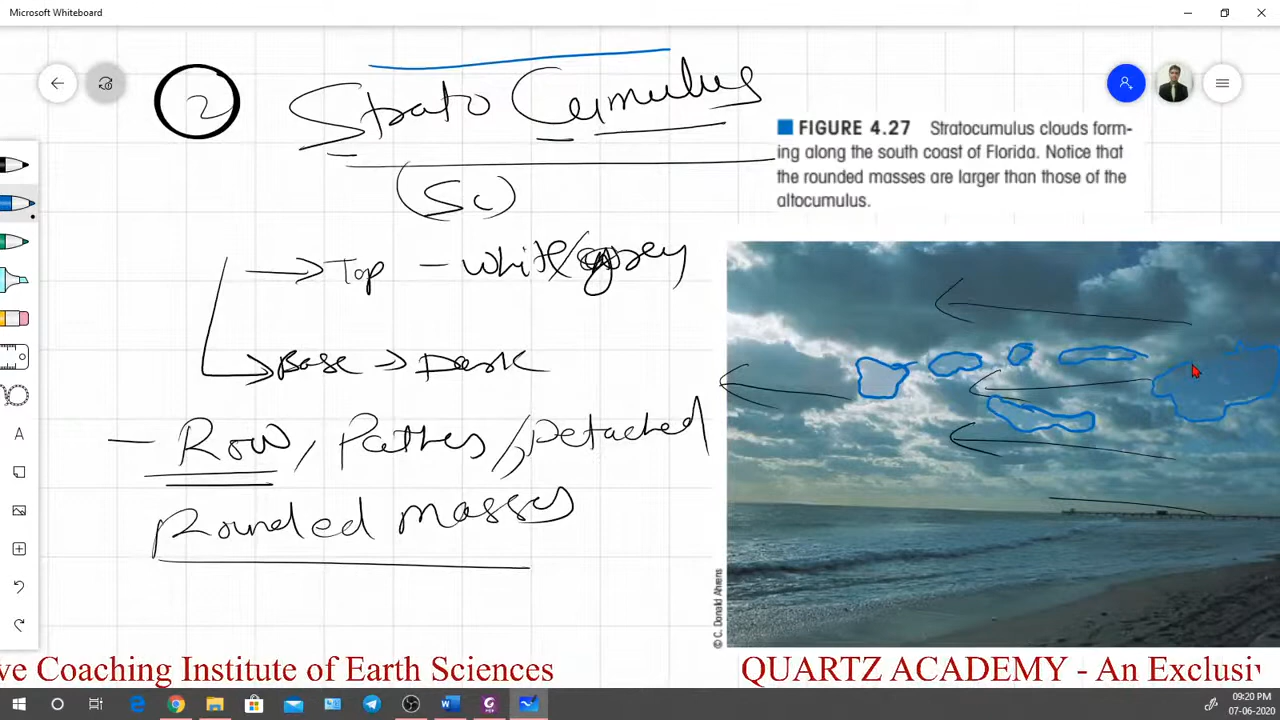 Microsoft Whiteboard
2
Strato Cumulus
(Sc)
→ Top - white/grey
→ Base → Dark
- Row, Pathes/Detached
Rounded masses
FIGURE 4.27 Stratocumulus clouds form-
ing along the south coast of Florida. Notice that
the rounded masses are larger than those of the
altocumulus.
© C. Donald Ahrens
ve Coaching Institute of Earth Sciences
QUARTZ ACADEMY - An Exclusi
09:20 PM
07-06-2020